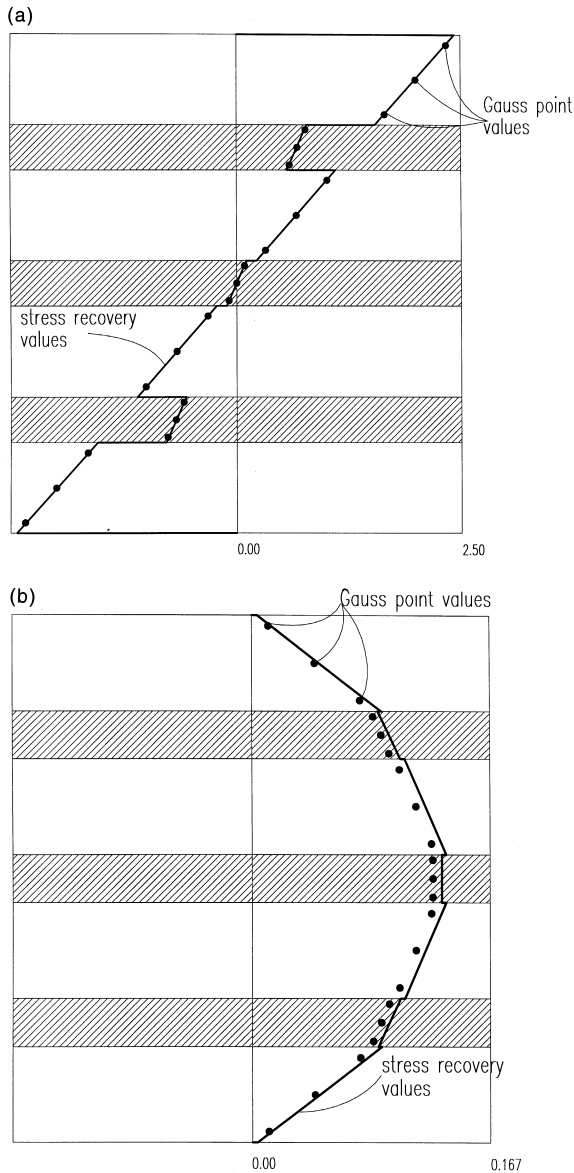 (a)
Gauss point
values
stress recovery
values
0.00 2.50
(b)
Gauss point values
stress recovery
values
0.00 0.167